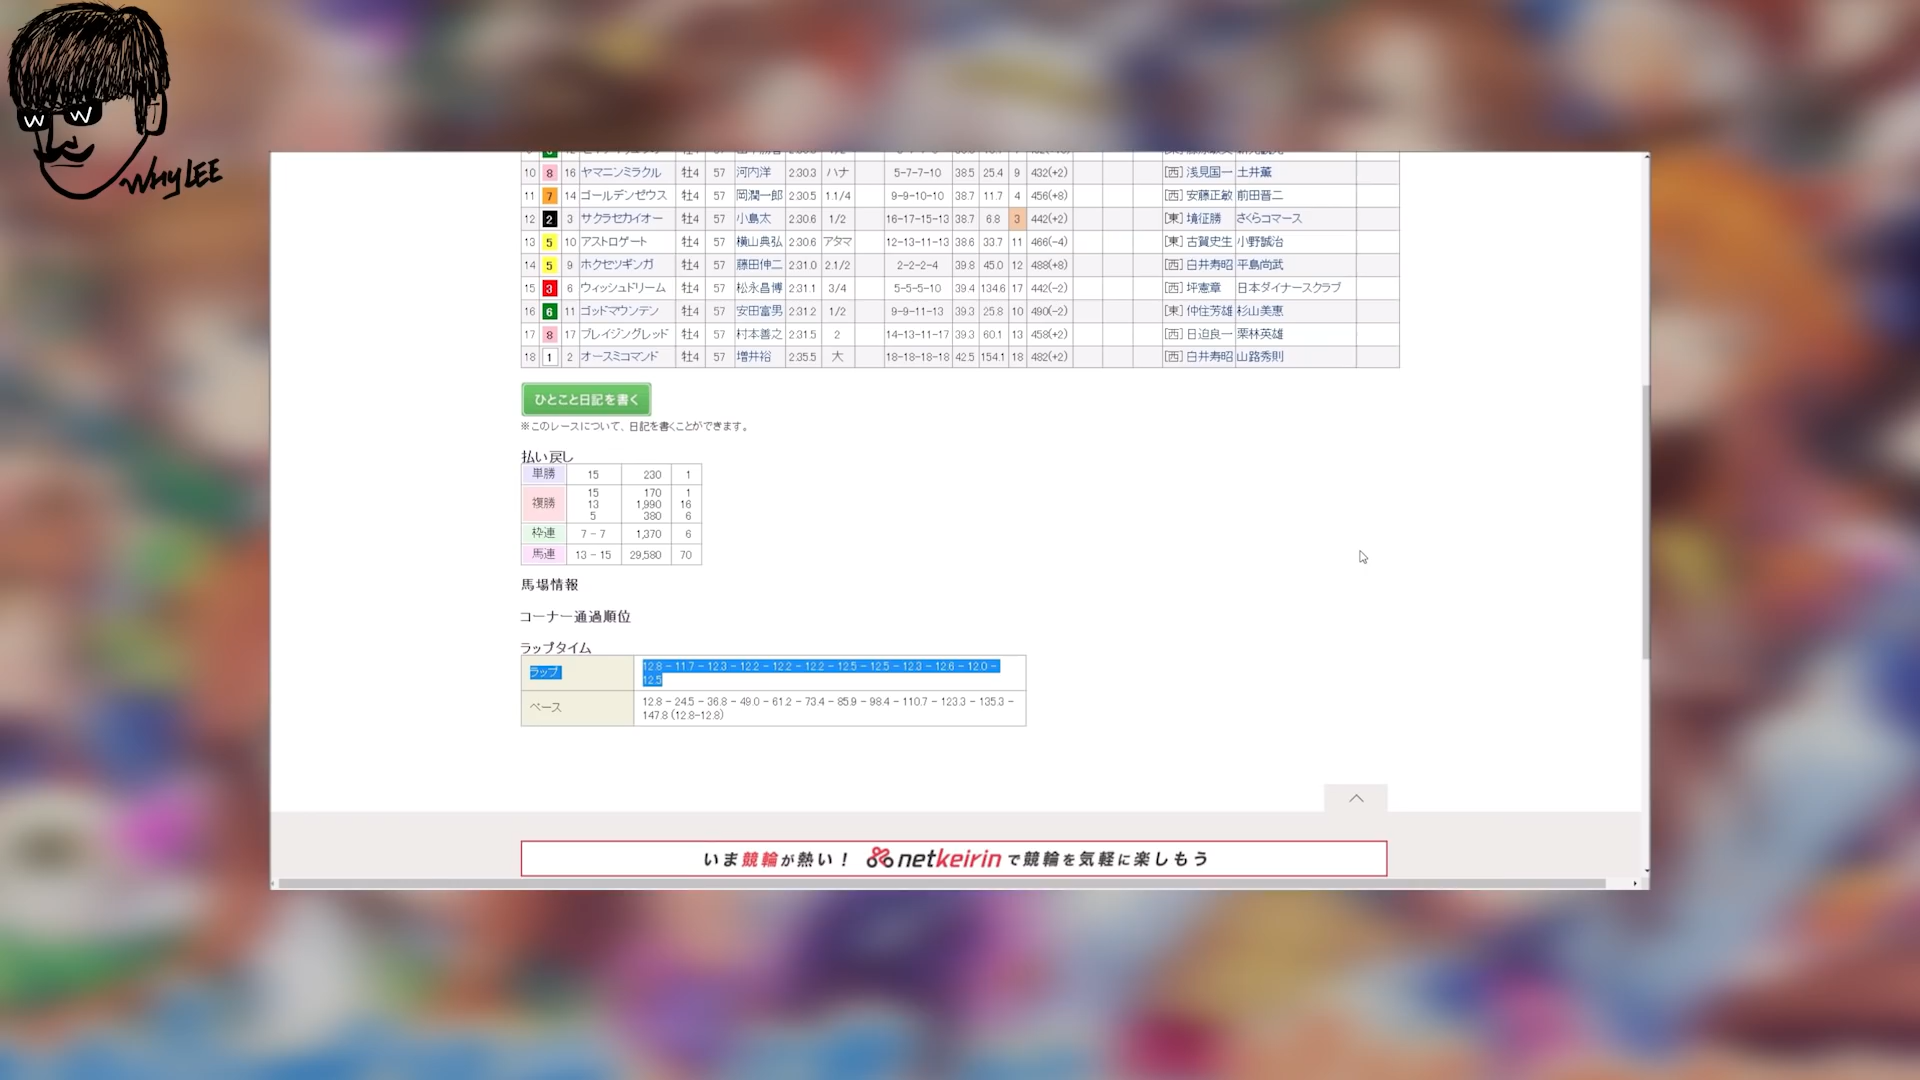 W W
WHYLEE
10 8 16 ヤマニンミラクル 牡4 57 河内洋 2:30.3 ハナ 5-7-7-10 38.5 25.4 9 432(+2) [西] 浅見国一 土井薫
11 7 14 ゴールデンゼウス 牡4 57 岡潤一郎 2:30.5 1.1/4 9-9-10-10 38.7 11.7 4 456(+8) [西] 安藤正敏 前田晋二
12 2 3 サクラセカイオー 牡4 57 小島太 2:30.6 1/2 16-17-15-13 38.7 6.8 3 442(+2) [東] 境征勝 さくらコマース
13 5 10 アストロゲート 牡4 57 横山典弘 2:30.6 アタマ 12-13-11-13 38.6 33.7 11 466(-4) [東] 古賀史生 小野誠治
14 5 9 ホクセツギンガ 牡4 57 藤田伸二 2:31.0 2.1/2 2-2-2-4 39.8 45.0 12 488(+8) [西] 白井寿昭 平島尚武
15 3 6 ウィッシュドリーム 牡4 57 松永昌博 2:31.1 3/4 5-5-5-10 39.4 134.6 17 442(-2) [西] 坪憲章 日本ダイナースクラブ
16 6 11 ゴッドマウンテン 牡4 57 安田富男 2:31.2 1/2 9-9-11-13 39.3 25.8 10 490(-2) [東] 仲住芳雄 杉山美恵
17 8 17 ブレイジングレッド 牡4 57 村本善之 2:31.5 2 14-13-11-17 39.3 60.1 13 458(+2) [西] 日迫良一 栗林英雄
18 1 2 オースミコマンド 牡4 57 増井裕 2:35.5 大 18-18-18-18 42.5 154.1 18 482(+2) [西] 白井寿昭 山路秀則
ひとこと日記を書く
※このレースについて、日記を書くことができます。
払い戻し
単勝 15 230 1
複勝 15 170 1
13 1,990 16
5 380 6
枠連 7 - 7 1,370 6
馬連 13 - 15 29,580 70
馬場情報
コーナー通過順位
ラップタイム
ラップ 12.8 - 11.7 - 12.3 - 12.2 - 12.2 - 12.2 - 12.5 - 12.5 - 12.3 - 12.6 - 12.0 -
12.5
ペース 12.8 - 24.5 - 36.8 - 49.0 - 61.2 - 73.4 - 85.9 - 98.4 - 110.7 - 123.3 - 135.3 -
147.8 (12.8-12.8)
いま競輪が熱い！ netkeirin で競輪を気軽に楽しもう